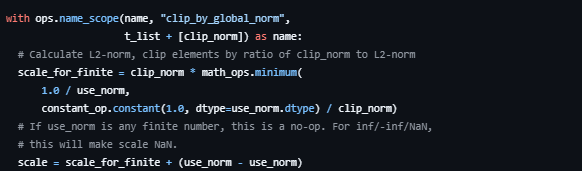 with ops.name_scope(name, "clip_by_global_norm",
                    t_list + [clip_norm]) as name:
  # Calculate L2-norm, clip elements by ratio of clip_norm to L2-norm
  scale_for_finite = clip_norm * math_ops.minimum(
      1.0 / use_norm,
      constant_op.constant(1.0, dtype=use_norm.dtype) / clip_norm)
  # If use_norm is any finite number, this is a no-op. For inf/-inf/NaN,
  # this will make scale NaN.
  scale = scale_for_finite + (use_norm - use_norm)